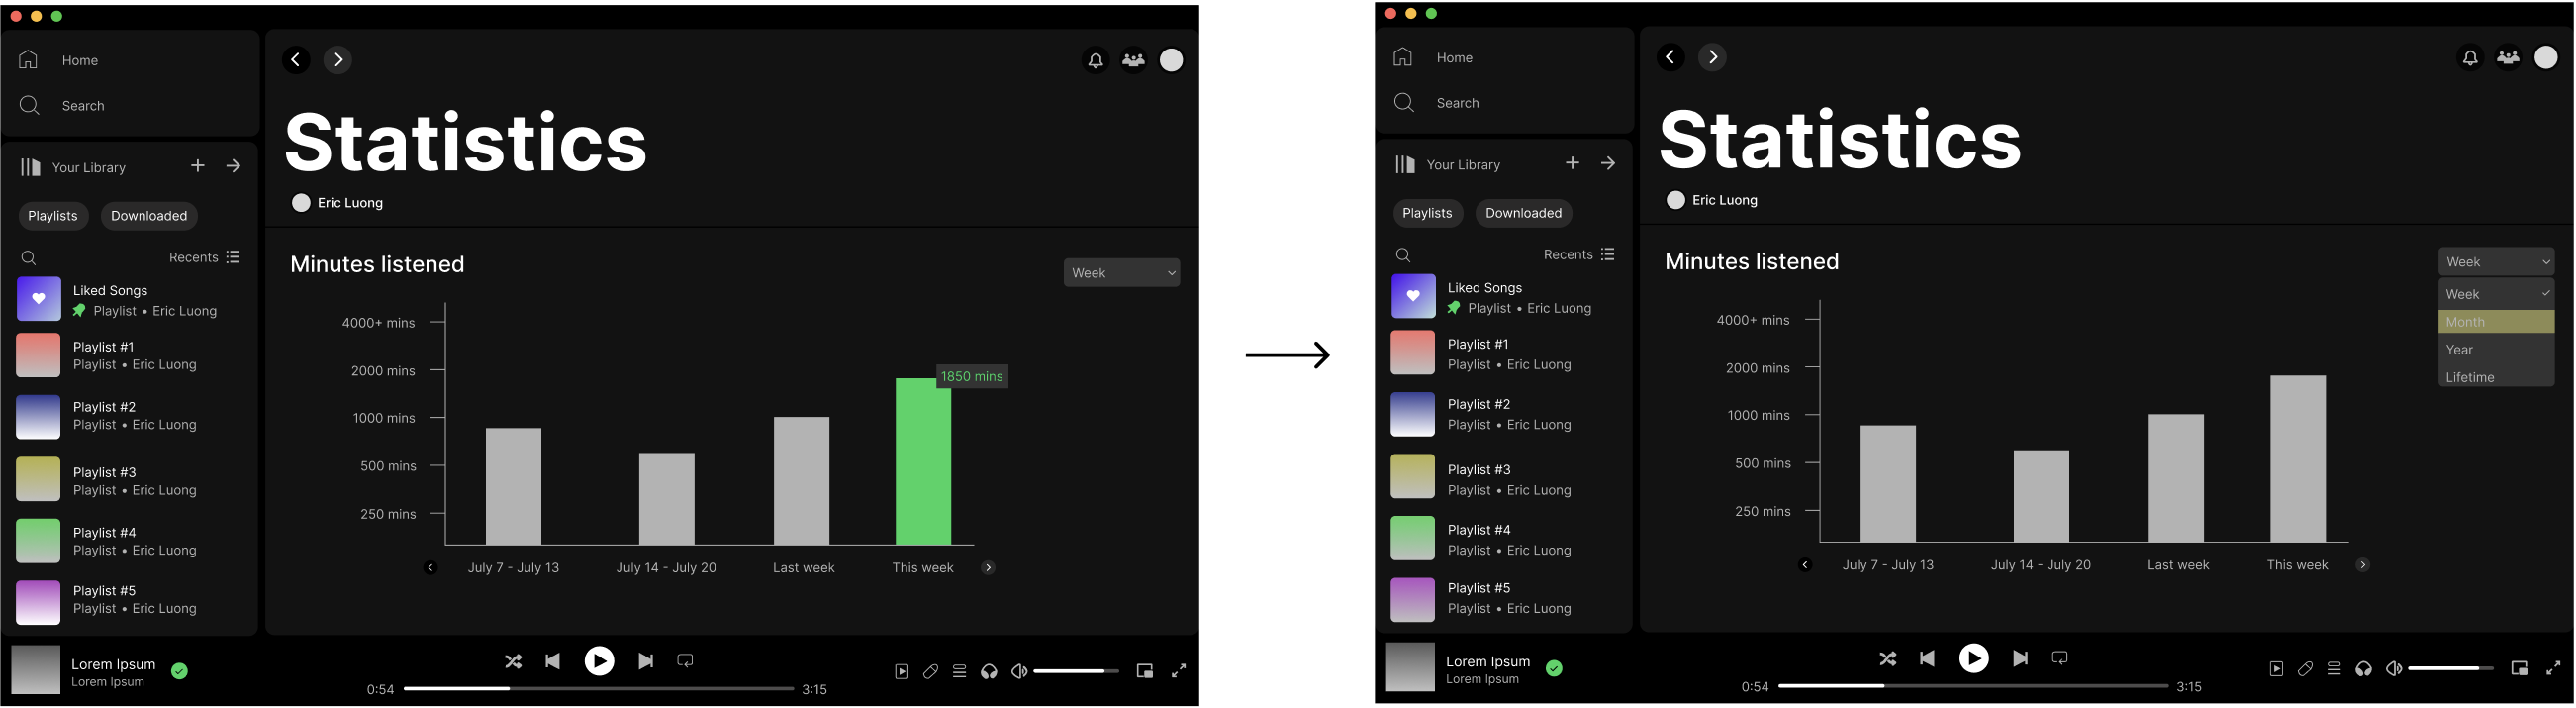 Home
Search
Your Library
Playlists
Downloaded
Recents
Liked Songs
Playlist • Eric Luong
Playlist #1
Playlist • Eric Luong
Playlist #2
Playlist • Eric Luong
Playlist #3
Playlist • Eric Luong
Playlist #4
Playlist • Eric Luong
Playlist #5
Playlist • Eric Luong
Statistics
Eric Luong
Minutes listened
Week
4000+ mins
2000 mins
1000 mins
500 mins
250 mins
1850 mins
July 7 - July 13
July 14 - July 20
Last week
This week
Lorem Ipsum
Lorem Ipsum
0:54
3:15
Home
Search
Your Library
Playlists
Downloaded
Recents
Liked Songs
Playlist • Eric Luong
Playlist #1
Playlist • Eric Luong
Playlist #2
Playlist • Eric Luong
Playlist #3
Playlist • Eric Luong
Playlist #4
Playlist • Eric Luong
Playlist #5
Playlist • Eric Luong
Statistics
Eric Luong
Minutes listened
Week
Week
Month
Year
Lifetime
4000+ mins
2000 mins
1000 mins
500 mins
250 mins
July 7 - July 13
July 14 - July 20
Last week
This week
Lorem Ipsum
Lorem Ipsum
0:54
3:15